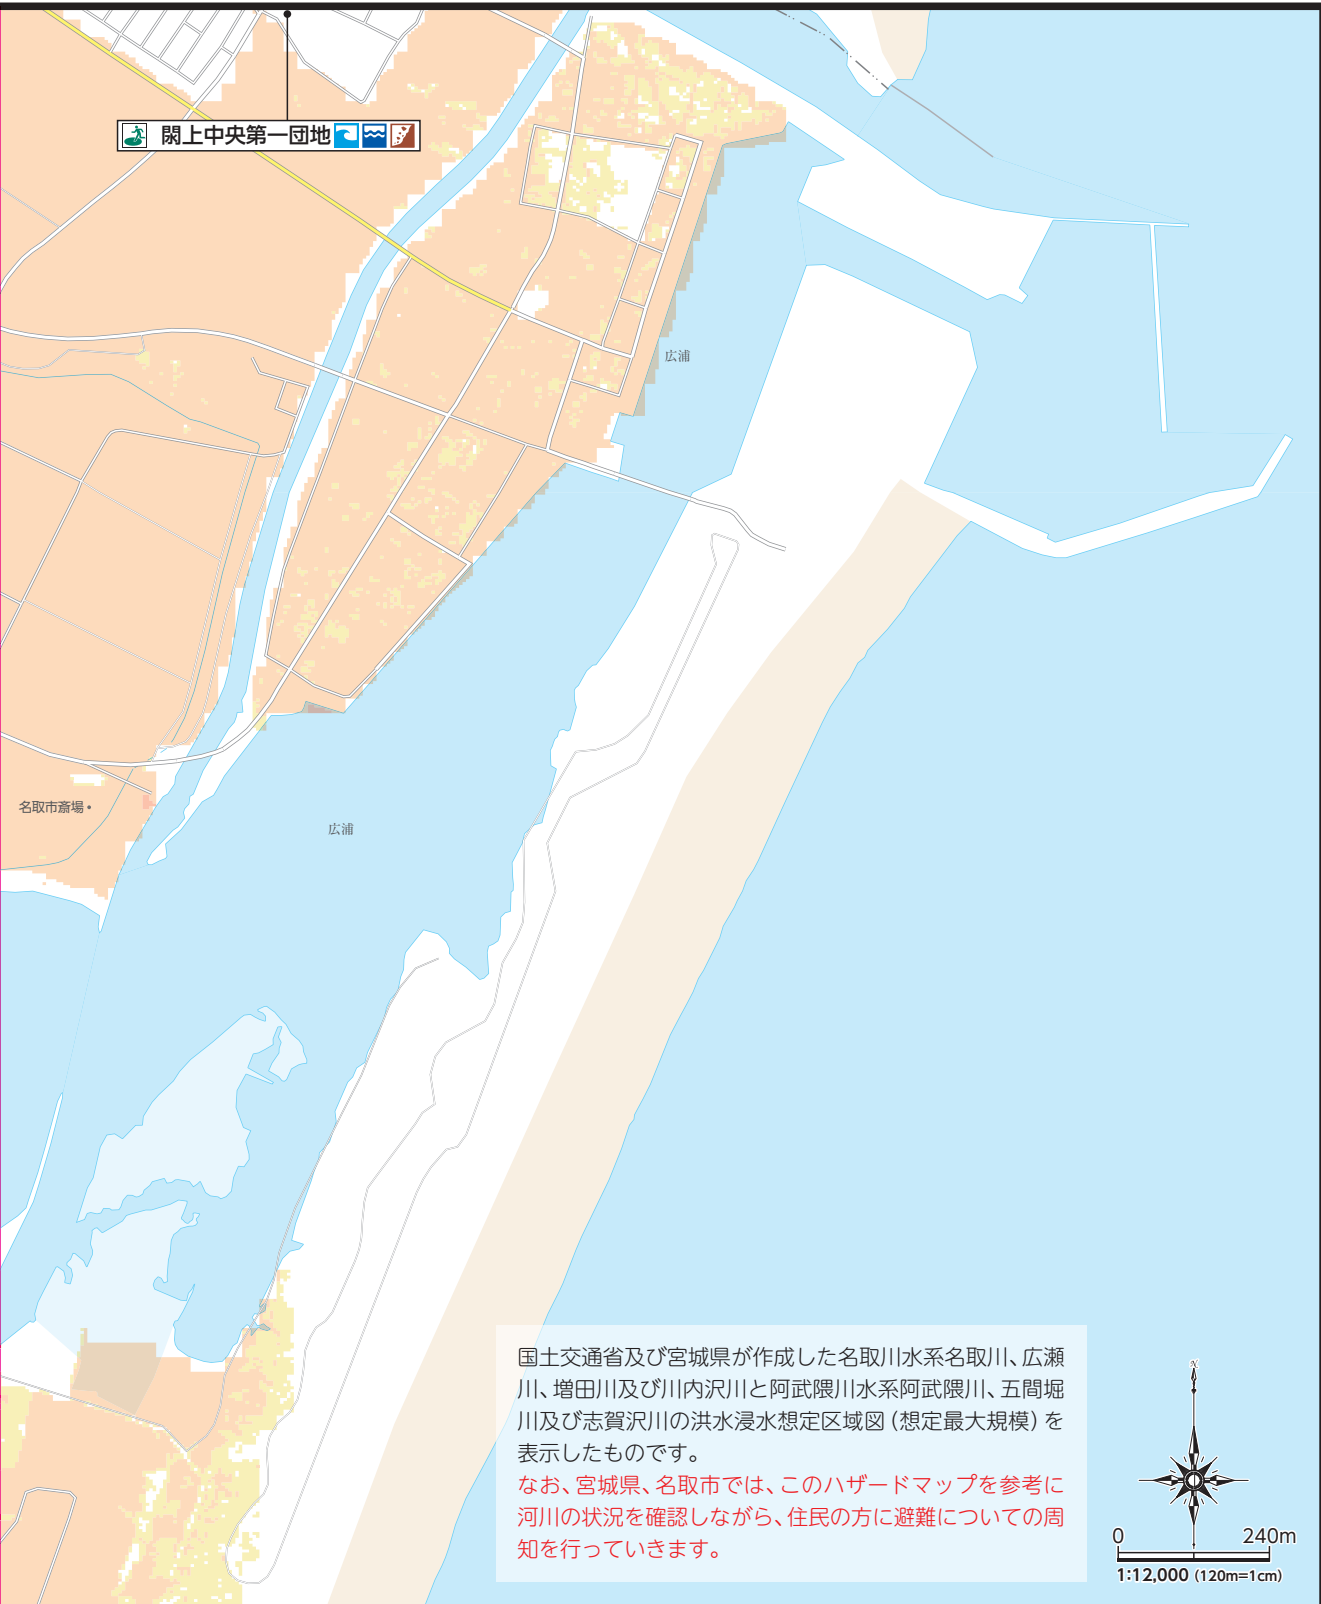 閖上中央第一団地
広浦
名取市斎場
広浦
国土交通省及び宮城県が作成した名取川水系名取川、広瀬
川、増田川及び川内沢川と阿武隈川水系阿武隈川、五間堀
川及び志賀沢川の洪水浸水想定区域図(想定最大規模)を
表示したものです。
なお、宮城県、名取市では、このハザードマップを参考に
河川の状況を確認しながら、住民の方に避難についての周
知を行っていきます。
N
0 240m
1:12,000 (120m=1cm)